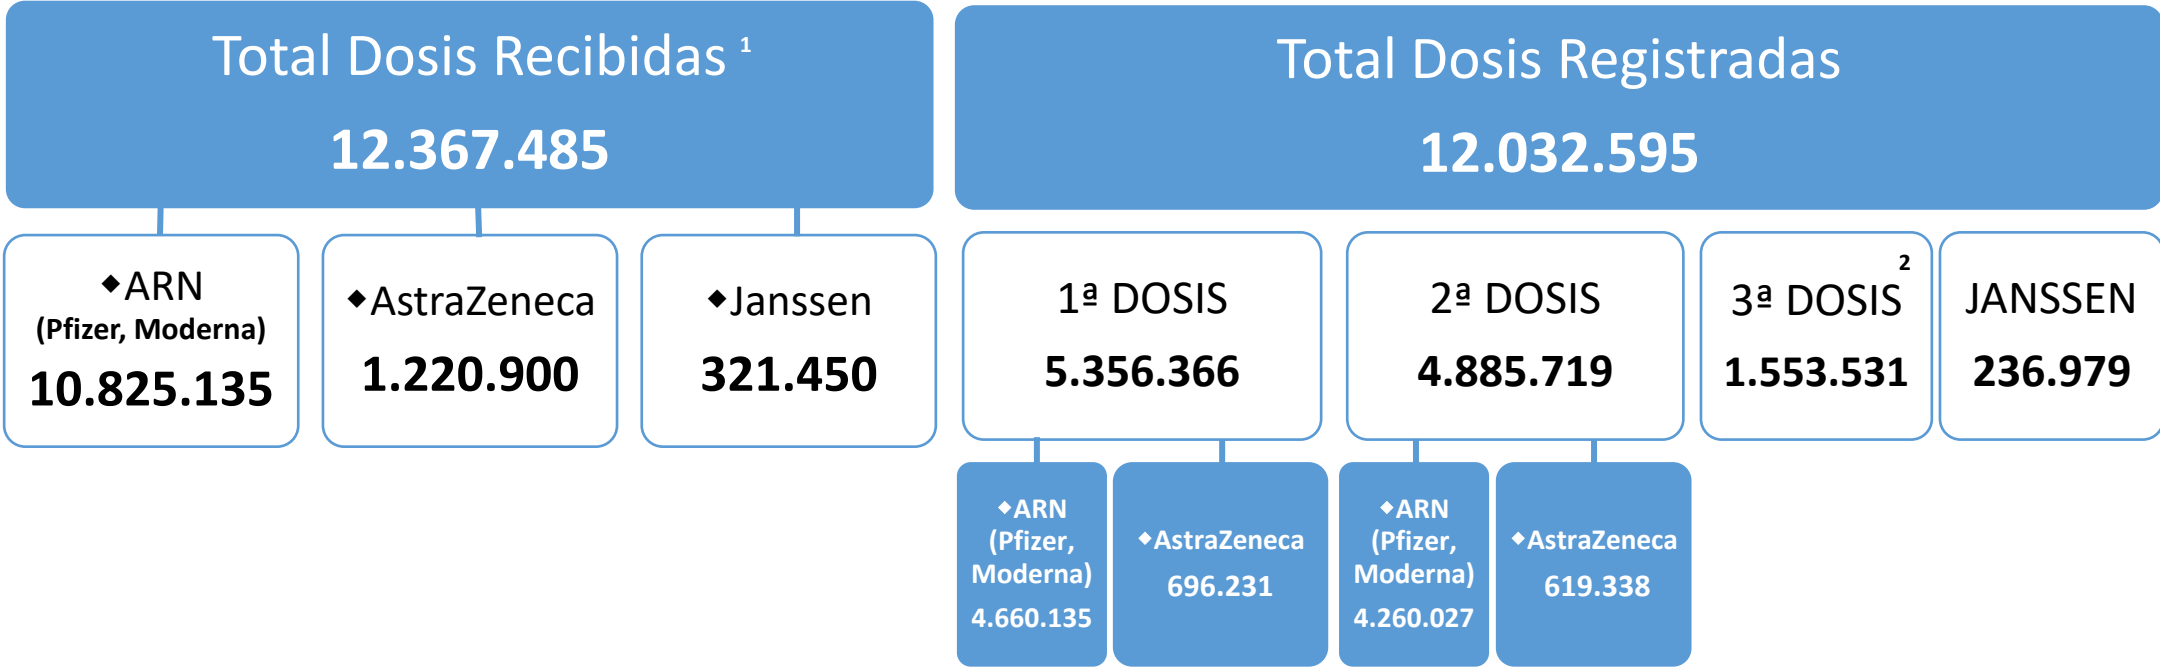 Total Dosis Recibidas ¹
12.367.485
◆ARN
(Pfizer, Moderna)
10.825.135
◆AstraZeneca
1.220.900
◆Janssen
321.450
Total Dosis Registradas
12.032.595
1ª DOSIS
5.356.366
◆ARN
(Pfizer,
Moderna)
4.660.135
◆AstraZeneca
696.231
2ª DOSIS
4.885.719
◆ARN
(Pfizer,
Moderna)
4.260.027
◆AstraZeneca
619.338
3ª DOSIS ²
1.553.531
JANSSEN
236.979